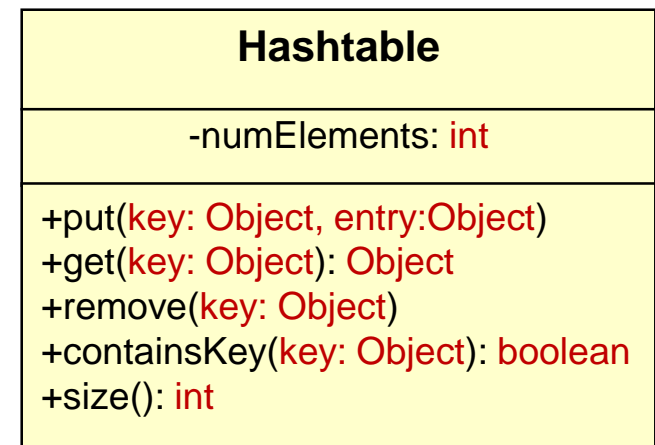 Hashtable
-numElements: int
+put(key: Object, entry:Object)
+get(key: Object): Object
+remove(key: Object)
+containsKey(key: Object): boolean
+size(): int